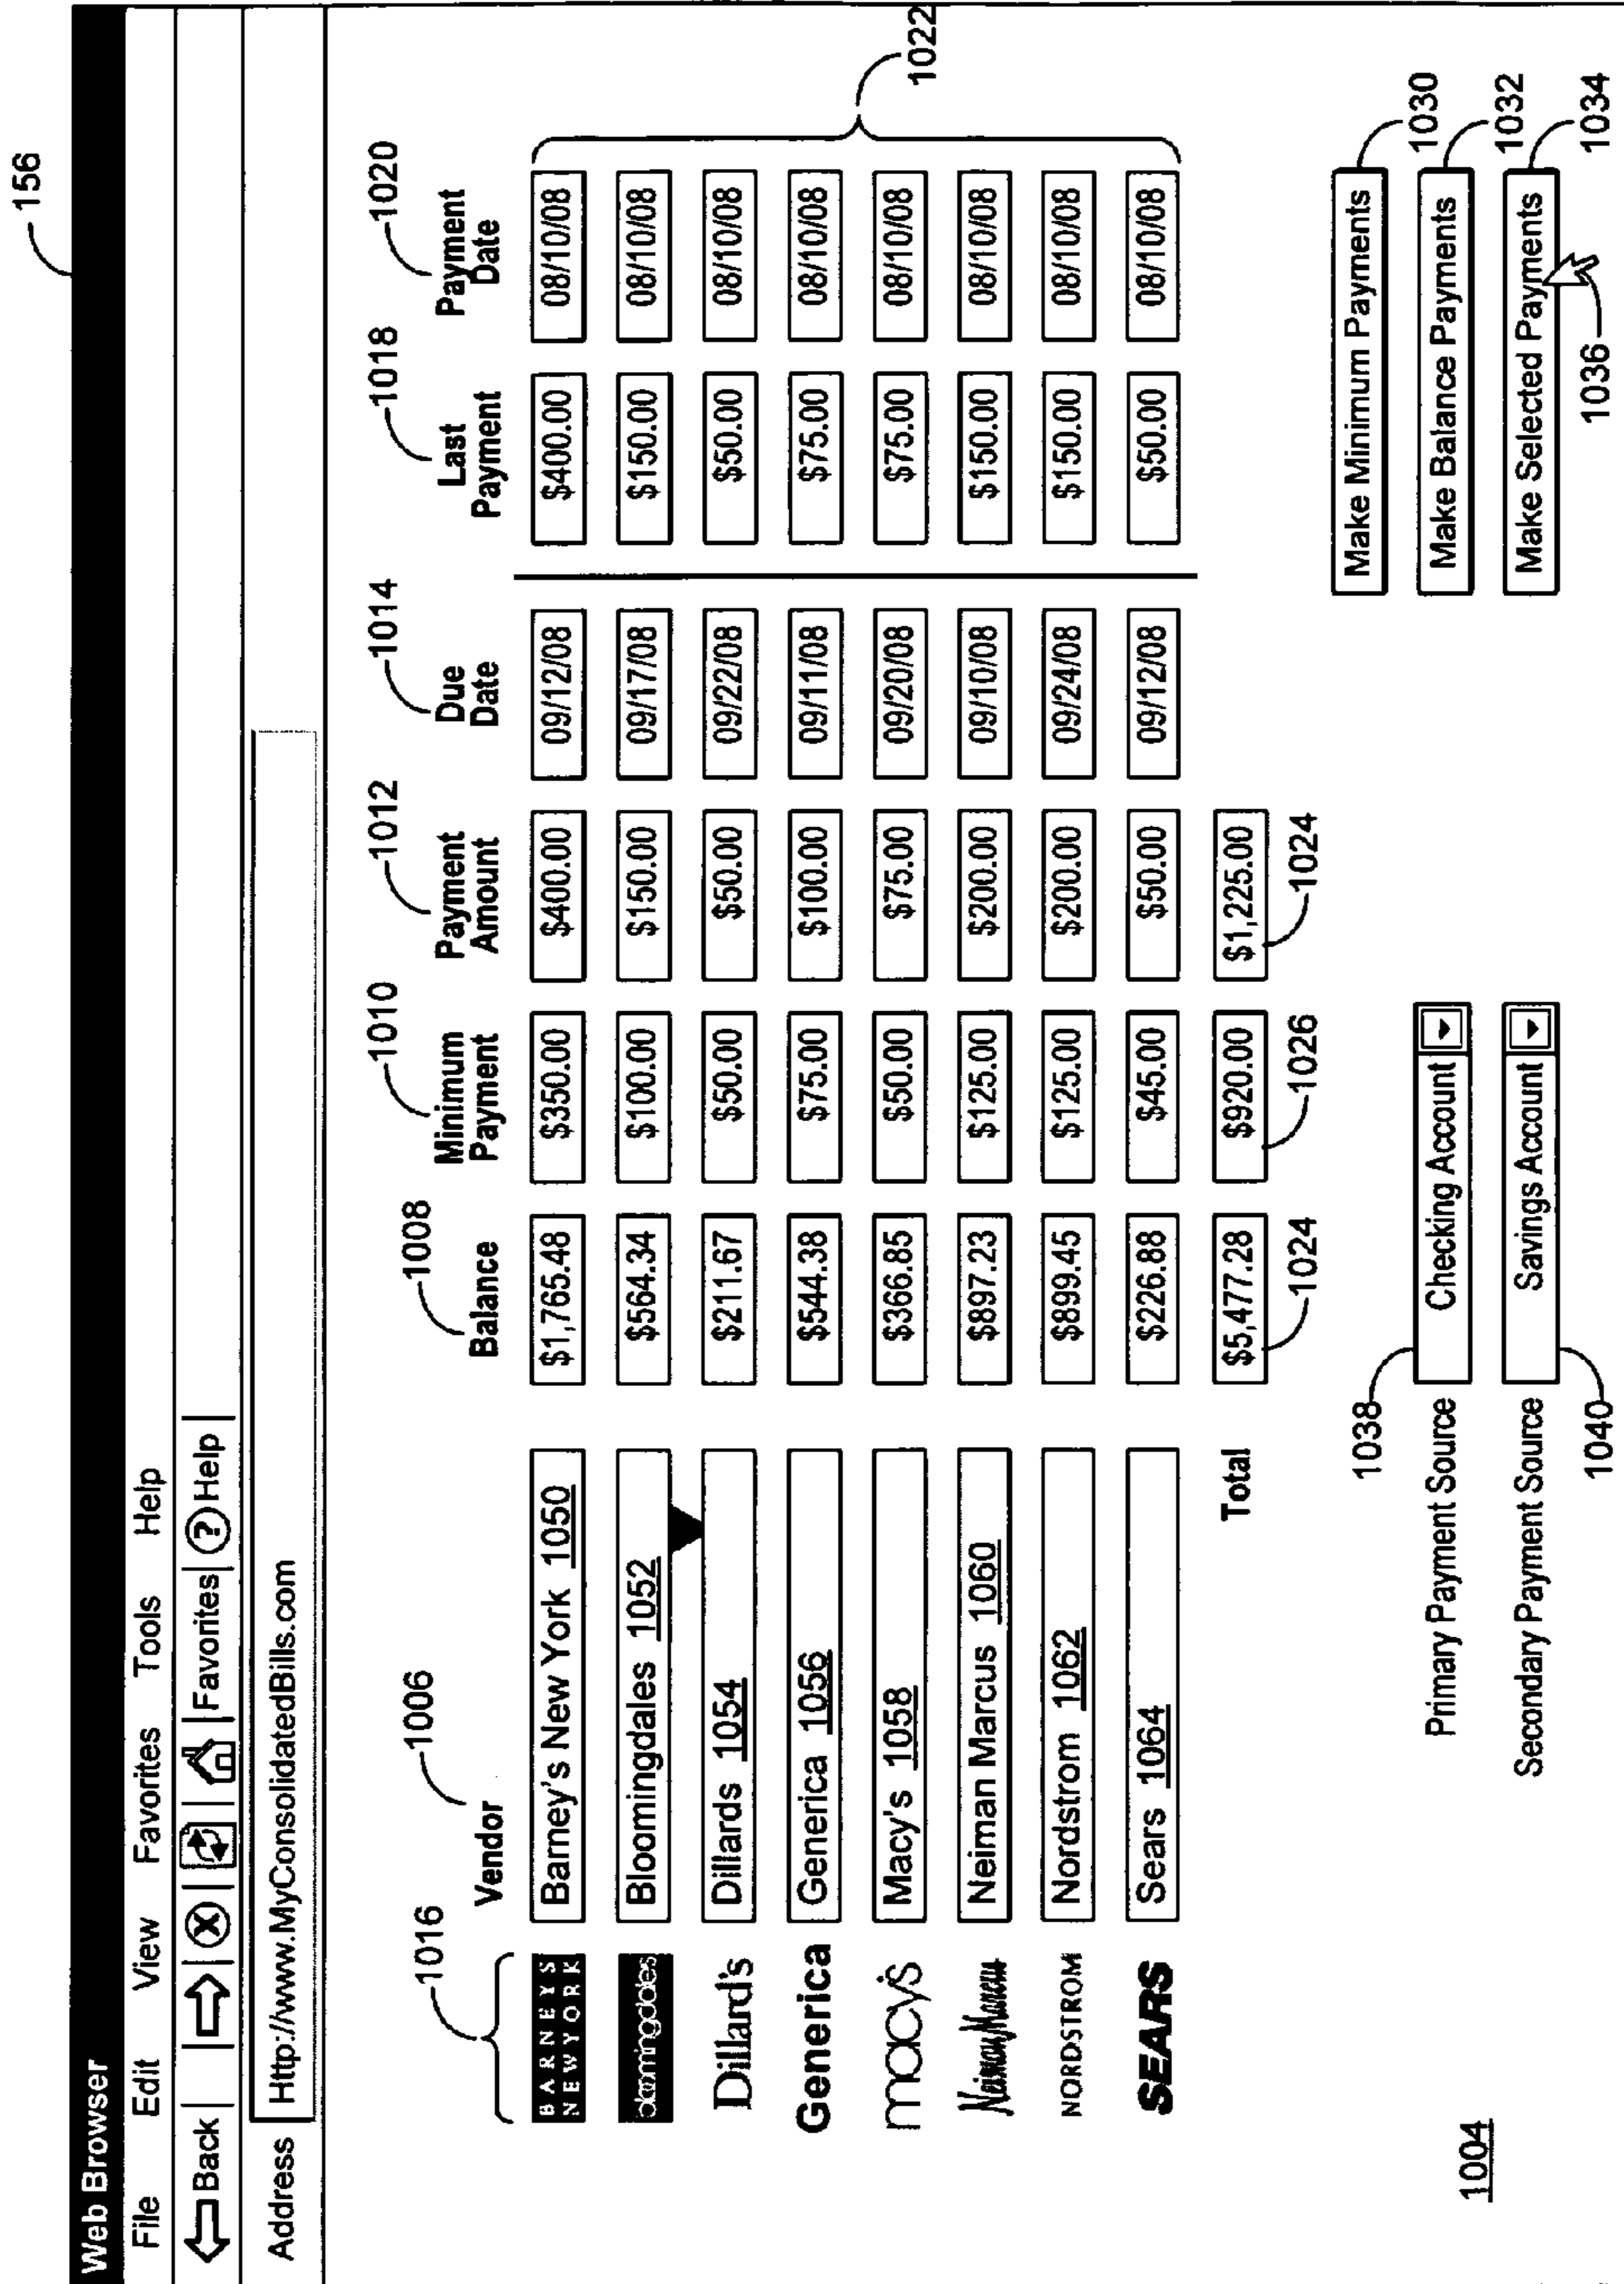 156
Web Browser
File Edit View Favorites Tools Help
Back Favorites ? Help
Address Http://www.MyConsolidatedBills.com
1016 1006 1008 1010 1012 1014 1018 1020
Vendor Balance Minimum Payment Payment Amount Due Date Last Payment Payment Date
BARNEYS NEWYORK Barney's New York 1050 $1,765.48 $350.00 $400.00 09/12/08 $400.00 08/10/08
bloomingdales Bloomingdales 1052 $564.34 $100.00 $150.00 09/17/08 $150.00 08/10/08
Dillard's Dillards 1054 $211.67 $50.00 $50.00 09/22/08 $50.00 08/10/08
Generica Generica 1056 $544.38 $75.00 $100.00 09/11/08 $75.00 08/10/08
macy's Macy's 1058 $366.85 $50.00 $75.00 09/20/08 $75.00 08/10/08
Neiman Marcus Neiman Marcus 1060 $897.23 $125.00 $200.00 09/10/08 $150.00 08/10/08
NORDSTROM Nordstrom 1062 $899.45 $125.00 $200.00 09/24/08 $150.00 08/10/08
SEARS Sears 1064 $226.88 $45.00 $50.00 09/12/08 $50.00 08/10/08
1022
Total $5,477.28 $920.00 $1,225.00
1024 1026 1024
1038
Make Minimum Payments 1030
Primary Payment Source Checking Account Make Balance Payments 1032
Secondary Payment Source Savings Account Make Selected Payments 1034
1040 1036
1004